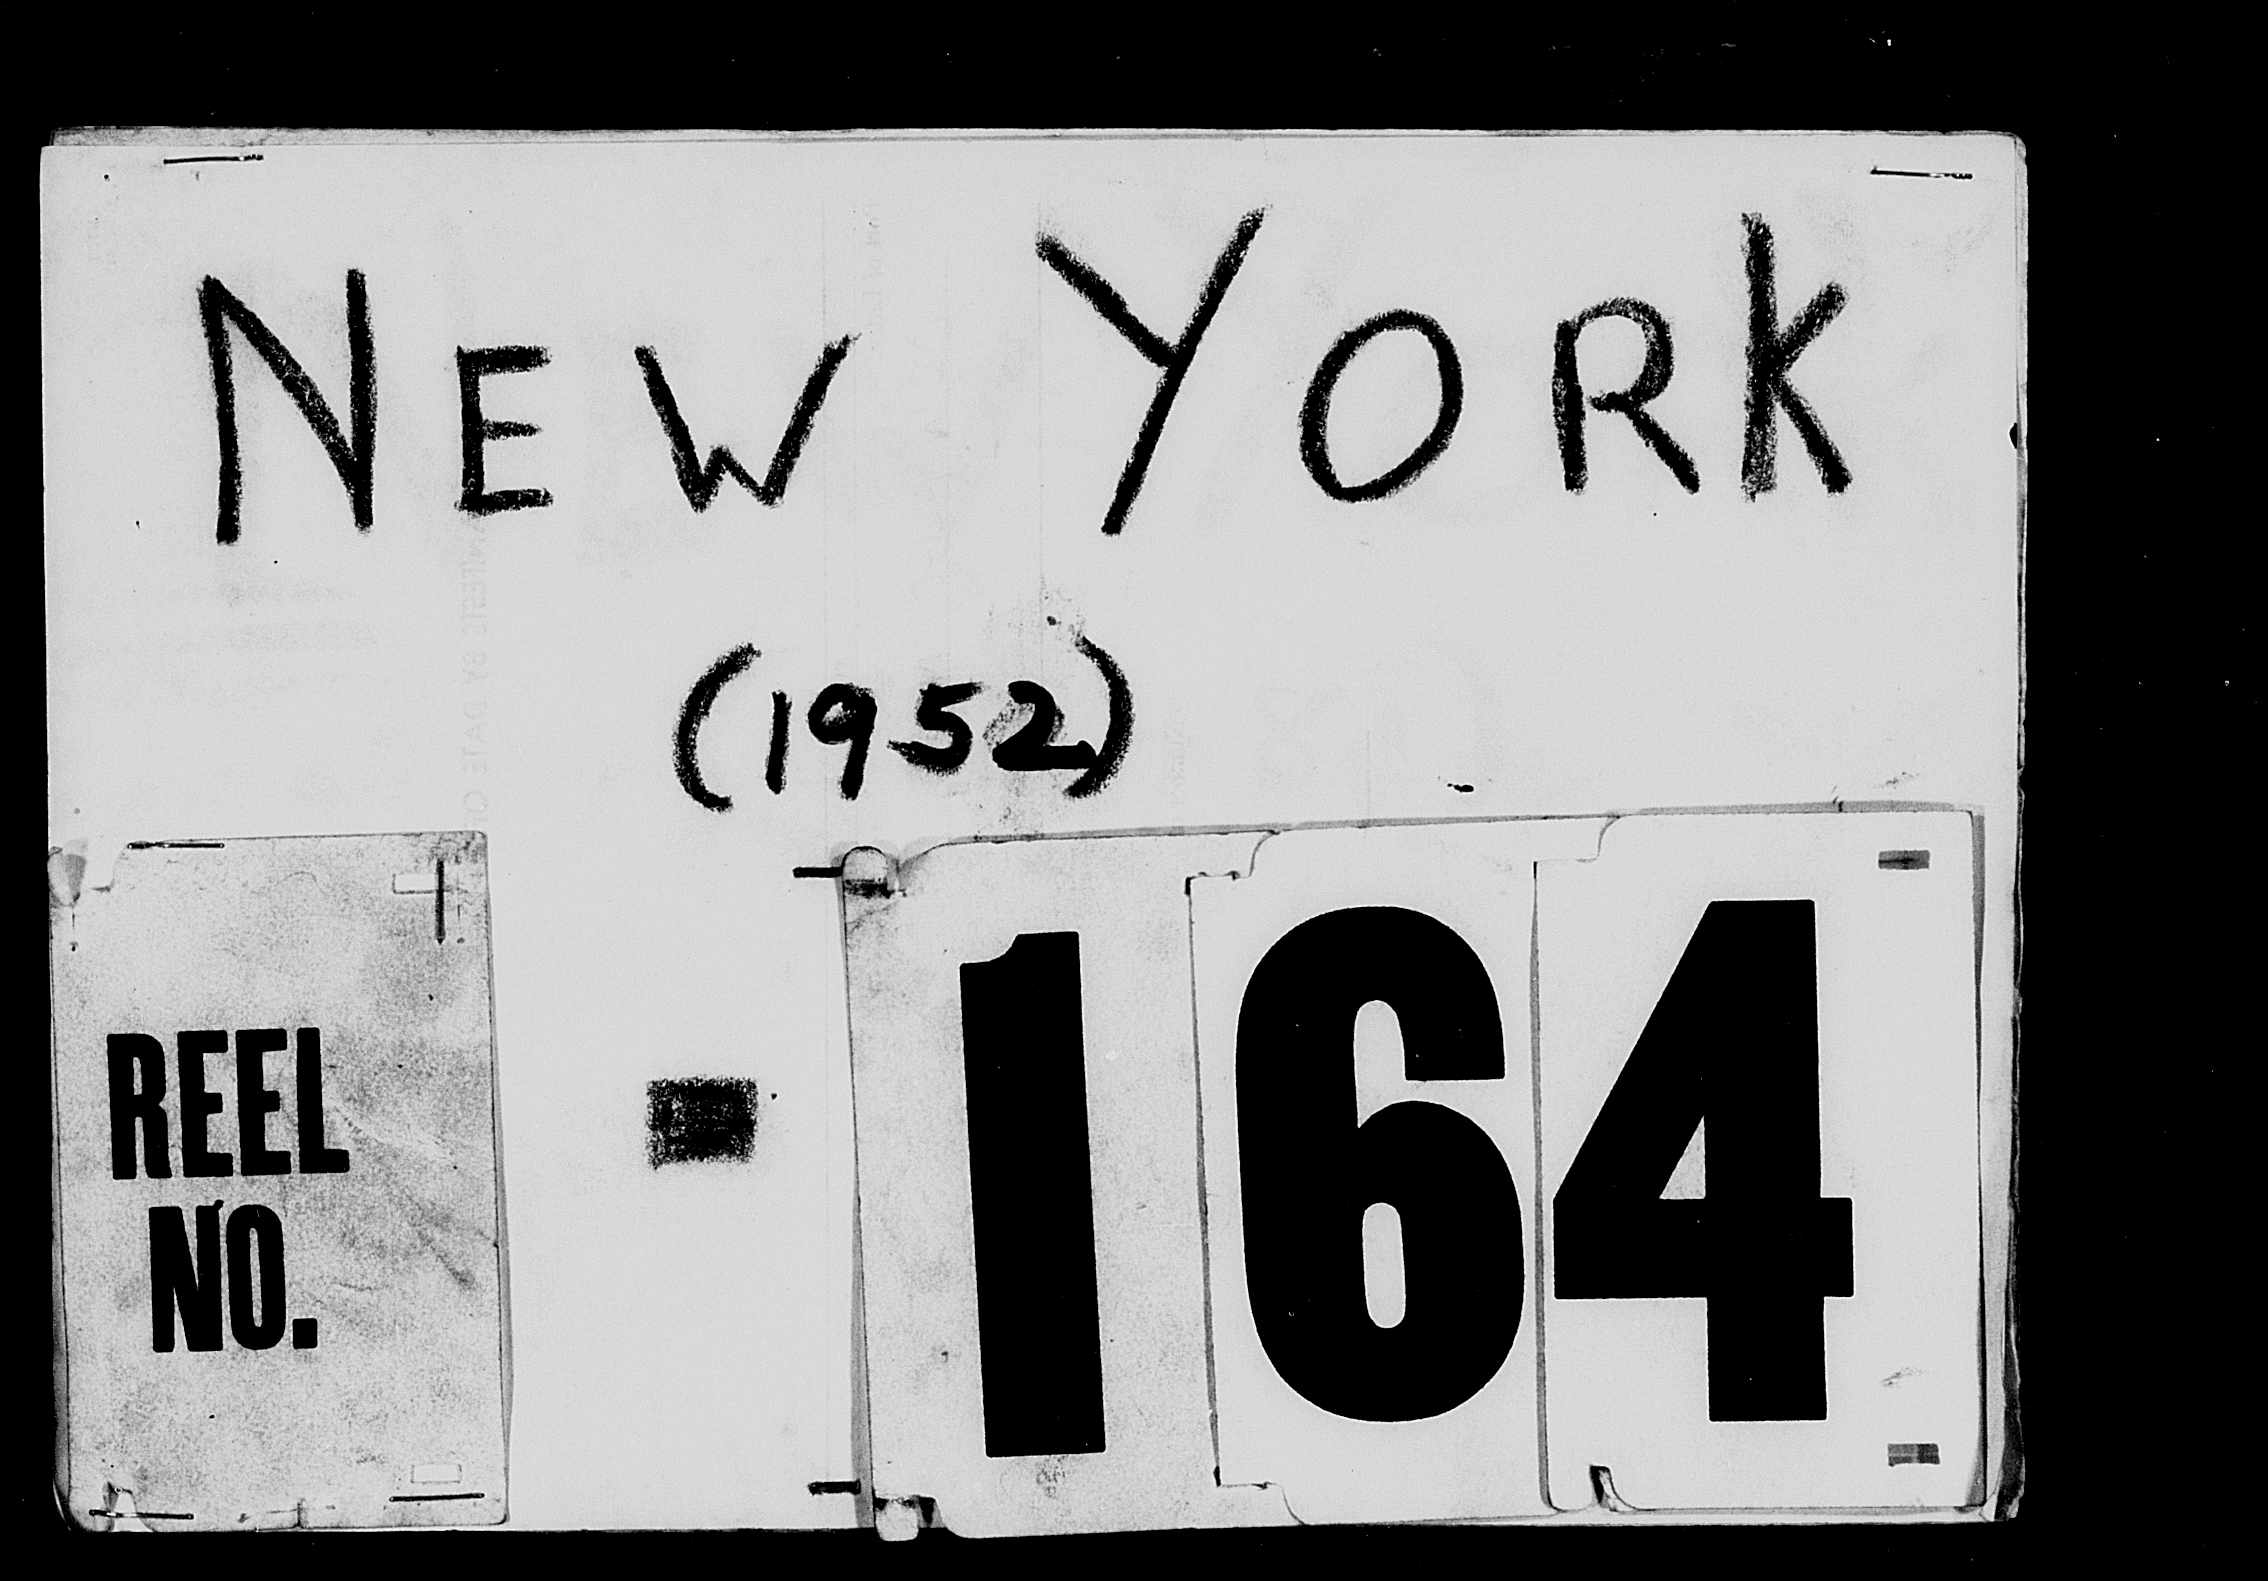 NEW YORK
(1952)
REEL
NO.
- 164